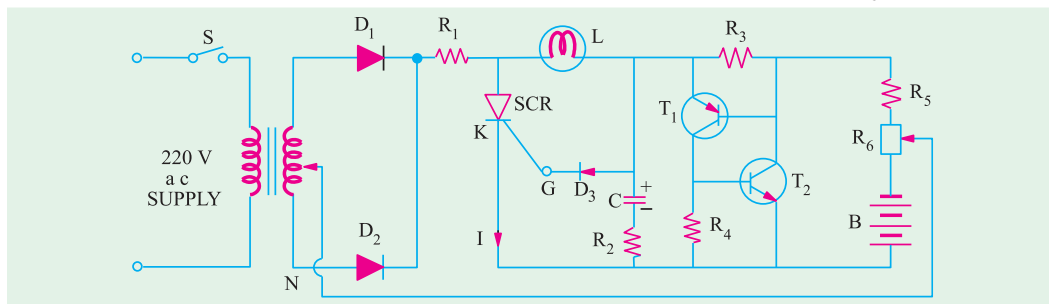 S
D1
R1
L
R3
SCR
K
T1
R5
R6
220 V
a c
SUPPLY
G
D3
C
+
−
T2
B
I
R2
R4
N
D2